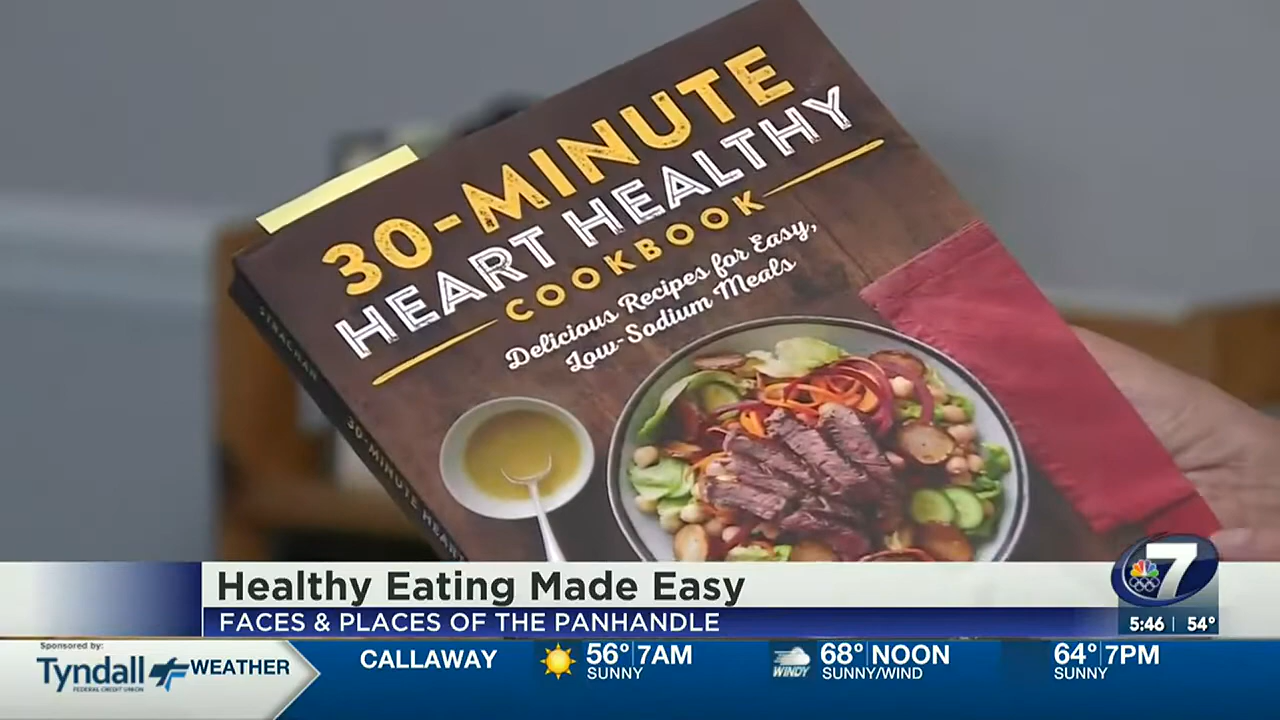 30-MINUTE
HEART HEALTHY
COOKBOOK
Delicious Recipes for Easy,
Low-Sodium Meals
STRACHAN
30-MINUTE HEART
Healthy Eating Made Easy
FACES & PLACES OF THE PANHANDLE
7
5:46 | 54°
Sponsored by:
Tyndall
FEDERAL CREDIT UNION
WEATHER
CALLAWAY
56° 7AM
SUNNY
WINDY
68° NOON
SUNNY/WIND
64° 7PM
SUNNY